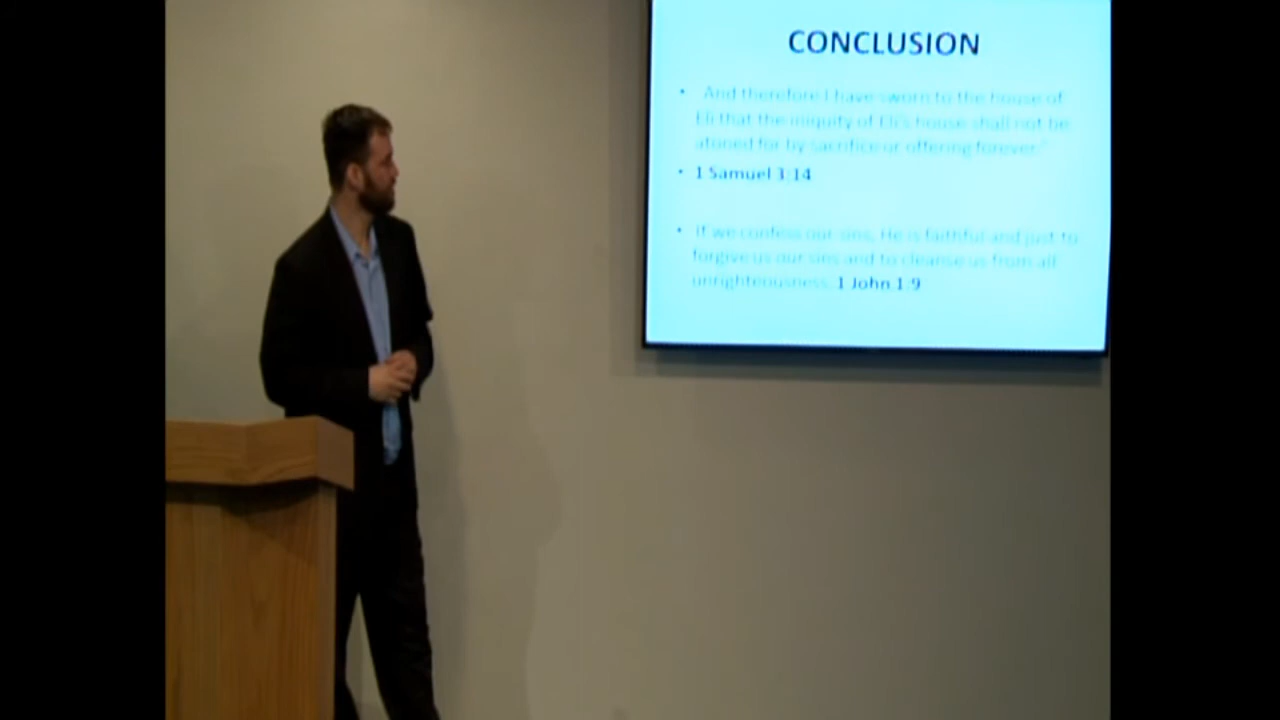 CONCLUSION
• And therefore I have sworn to the house of
Eli that the iniquity of Eli's house shall not be
atoned for by sacrifice or offering forever."
• 1 Samuel 3:14
• If we confess our sins, He is faithful and just to
forgive us our sins and to cleanse us from all
unrighteousness. 1 John 1:9